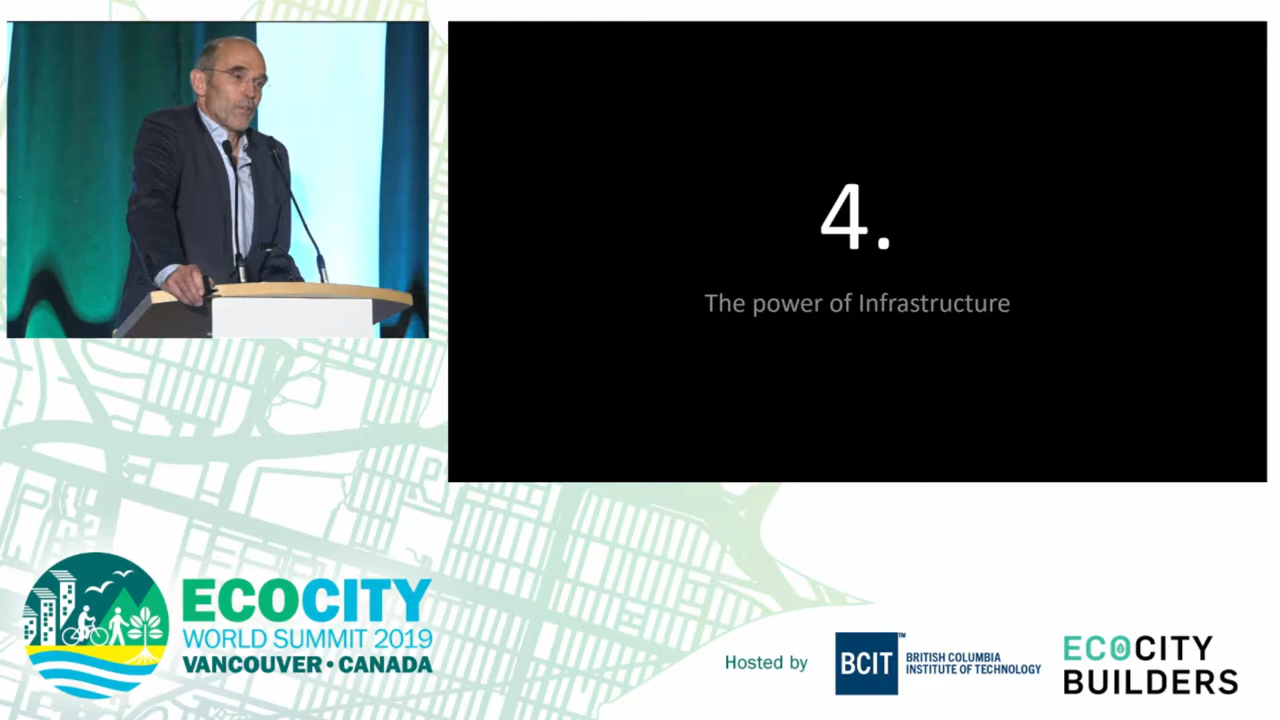 4.
The power of Infrastructure
ECOCITY
WORLD SUMMIT 2019
VANCOUVER • CANADA
Hosted by
BCIT™
BRITISH COLUMBIA
INSTITUTE OF TECHNOLOGY
ECOCITY
BUILDERS